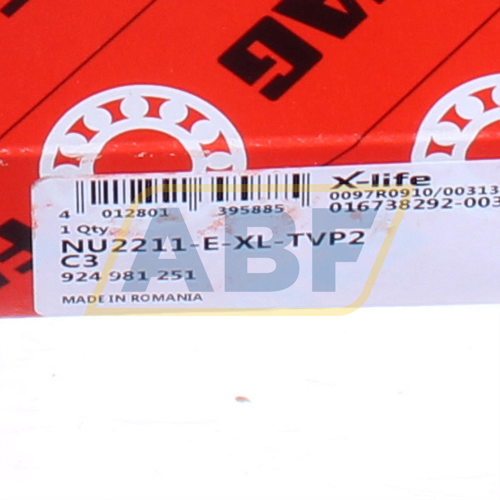 FAG
X-life
0097R0910/00313
016738292-003
4 012801 395885
1 Qty.
NU2211-E-XL-TVP2
C3
924 981 251
MADE IN ROMANIA
ABF